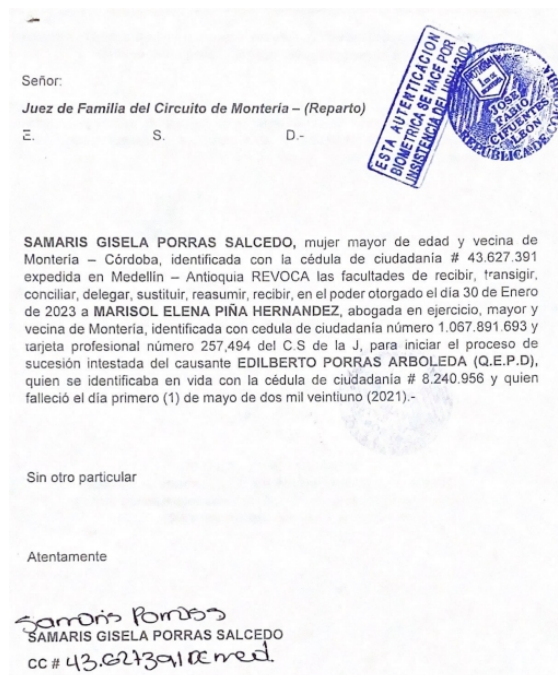 ESTA AUTENTICACION
BIOMETRICA SE HACE POR
INSISTENCIA DEL USUARIO
JOSE
FABIO
CIFUENTES
LEON
REPUBLICA DE
Señor:
Juez de Familia del Circuito de Montería – (Reparto)
E. S. D.-
SAMARIS GISELA PORRAS SALCEDO, mujer mayor de edad y vecina de
Montería – Córdoba, identificada con la cédula de ciudadanía # 43.627.391
expedida en Medellín – Antioquia REVOCA las facultades de recibir, transigir,
conciliar, delegar, sustituir, reasumir, recibir, en el poder otorgado el día 30 de Enero
de 2023 a MARISOL ELENA PIÑA HERNANDEZ, abogada en ejercicio, mayor y
vecina de Montería, identificada con cedula de ciudadanía número 1.067.891.693 y
tarjeta profesional número 257,494 del C.S de la J, para iniciar el proceso de
sucesión intestada del causante EDILBERTO PORRAS ARBOLEDA (Q.E.P.D),
quien se identificaba en vida con la cédula de ciudadanía # 8.240.956 y quien
falleció el día primero (1) de mayo de dos mil veintiuno (2021).-
Sin otro particular
Atentamente
Samaris Porras
SAMARIS GISELA PORRAS SALCEDO
CC # 43.627391 DE med.